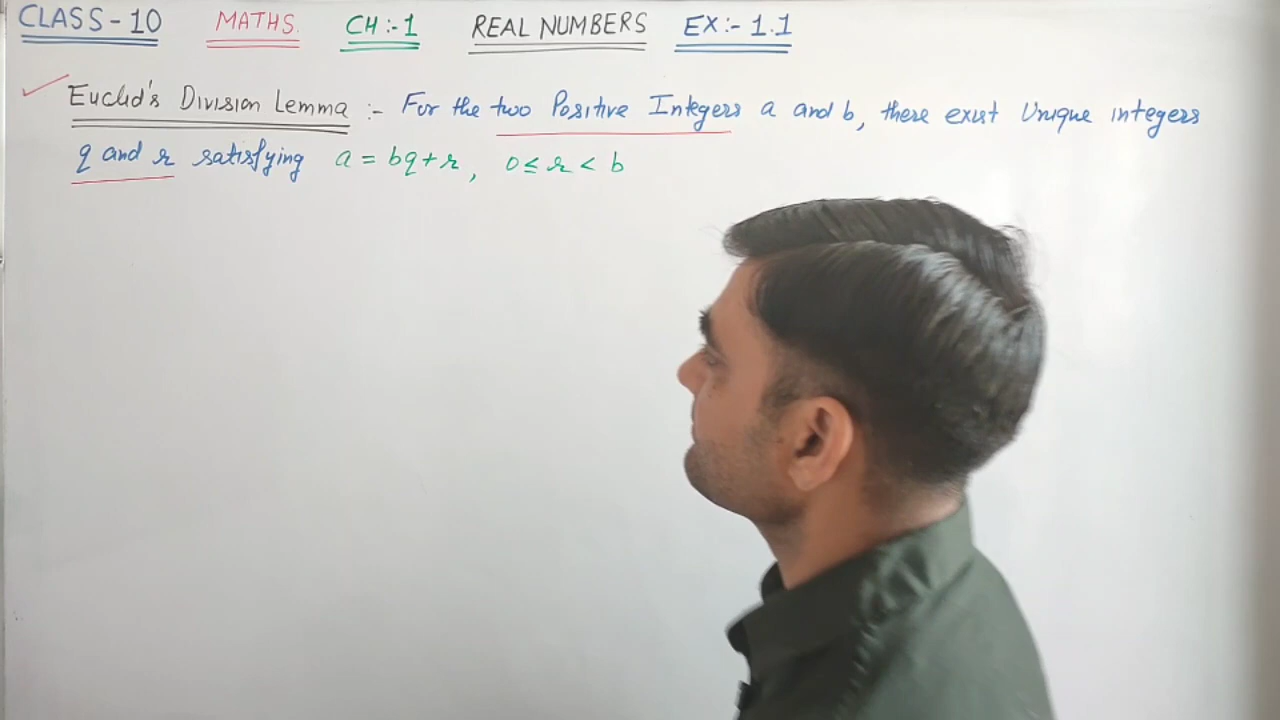 CLASS-10 MATHS. CH:-1 REAL NUMBERS EX:- 1.1
Euclid's Division Lemma :- For the two Positive Integers a and b, there exist Unique integers
q and r satisfying a = bq+r, 0≤r<b